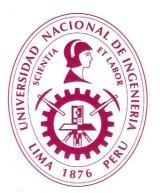 UNIVERSIDAD NACIONAL DE INGENIERIA
SCIENTIA ET LABOR
LIMA 1876 PERU